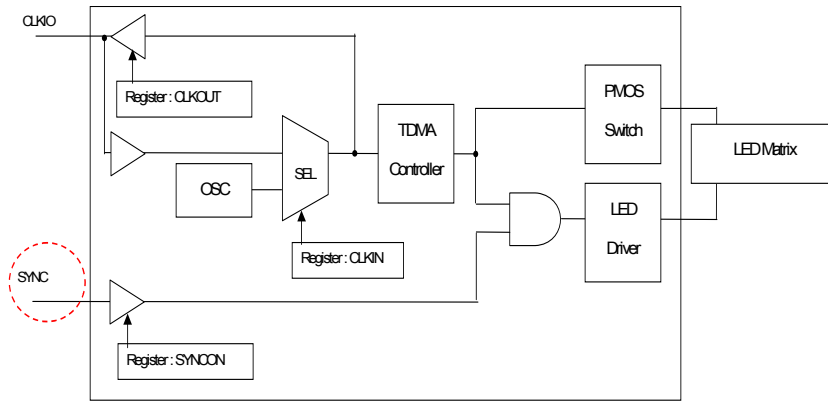 CLKIO
Register : CLKOUT
TDMA
Controller
PMOS
Switch
LED Matrix
SEL
OSC
LED
Driver
Register : CLKIN
SYNC
Register : SYNCON